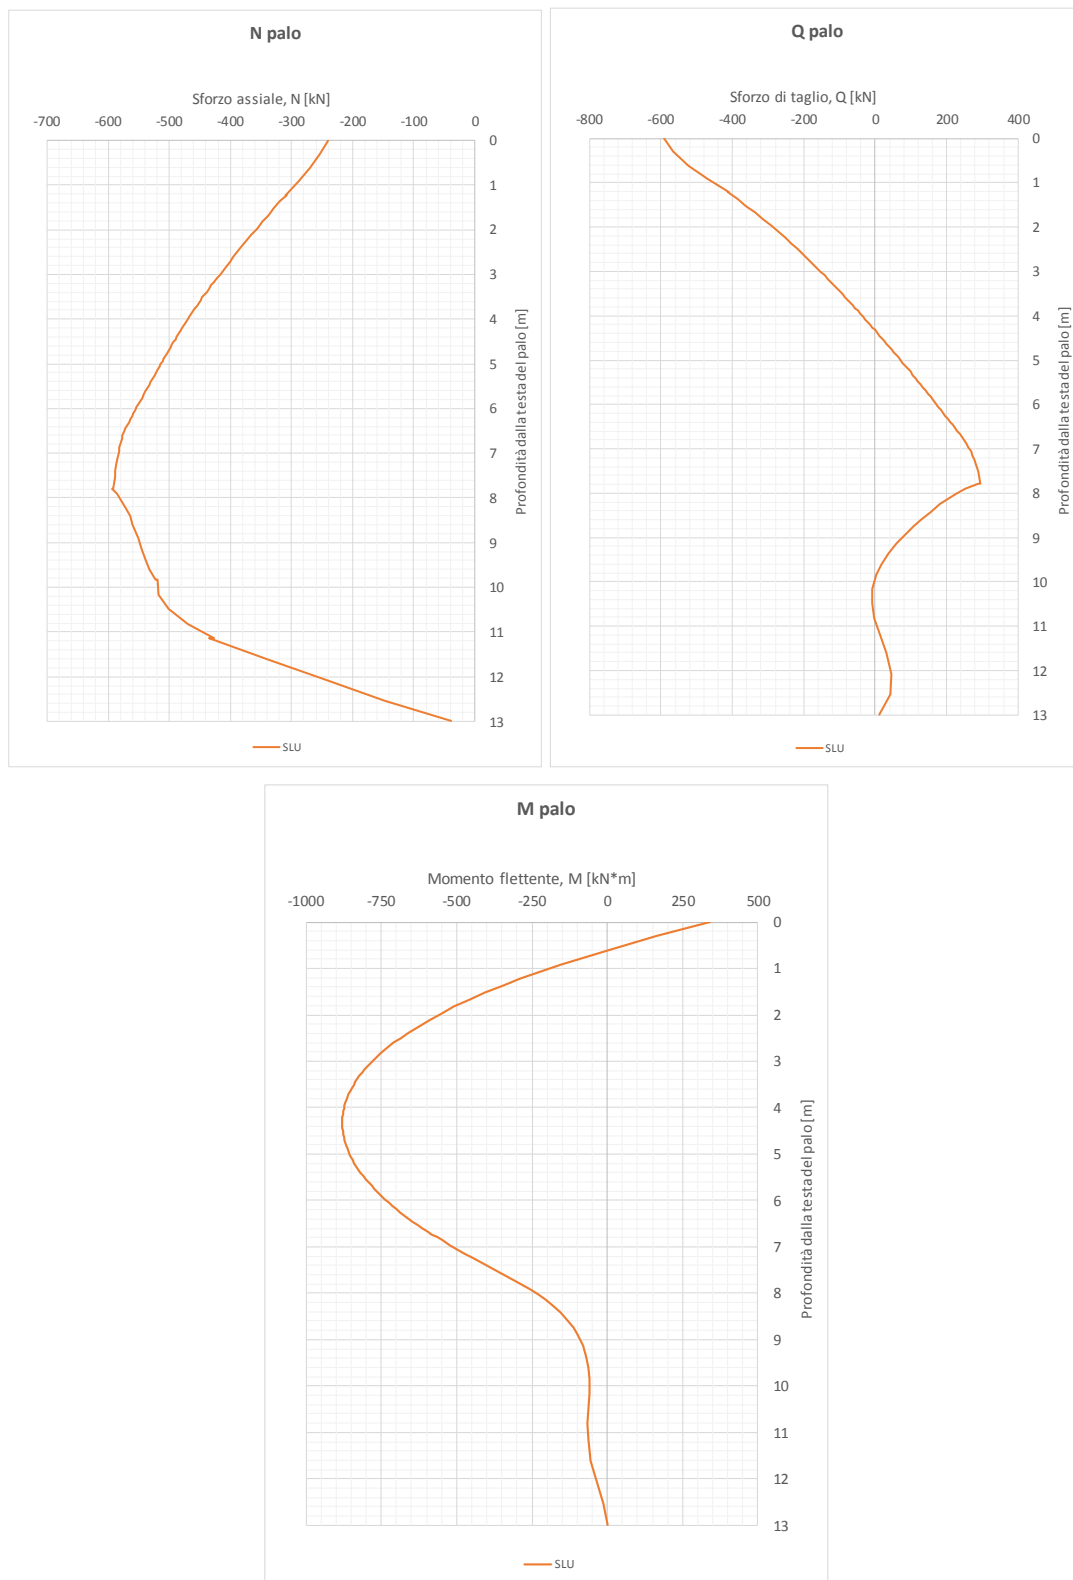 N palo
Sforzo assiale, N [kN]
-700 -600 -500 -400 -300 -200 -100 0
0
1
2
3
4
5
6
7
8
9
10
11
12
13
Profondità dalla testa del palo [m]
SLU
Q palo
Sforzo di taglio, Q [kN]
-800 -600 -400 -200 0 200 400
0
1
2
3
4
5
6
7
8
9
10
11
12
13
Profondità dalla testa del palo [m]
SLU
M palo
Momento flettente, M [kN*m]
-1000 -750 -500 -250 0 250 500
0
1
2
3
4
5
6
7
8
9
10
11
12
13
Profondità dalla testa del palo [m]
SLU